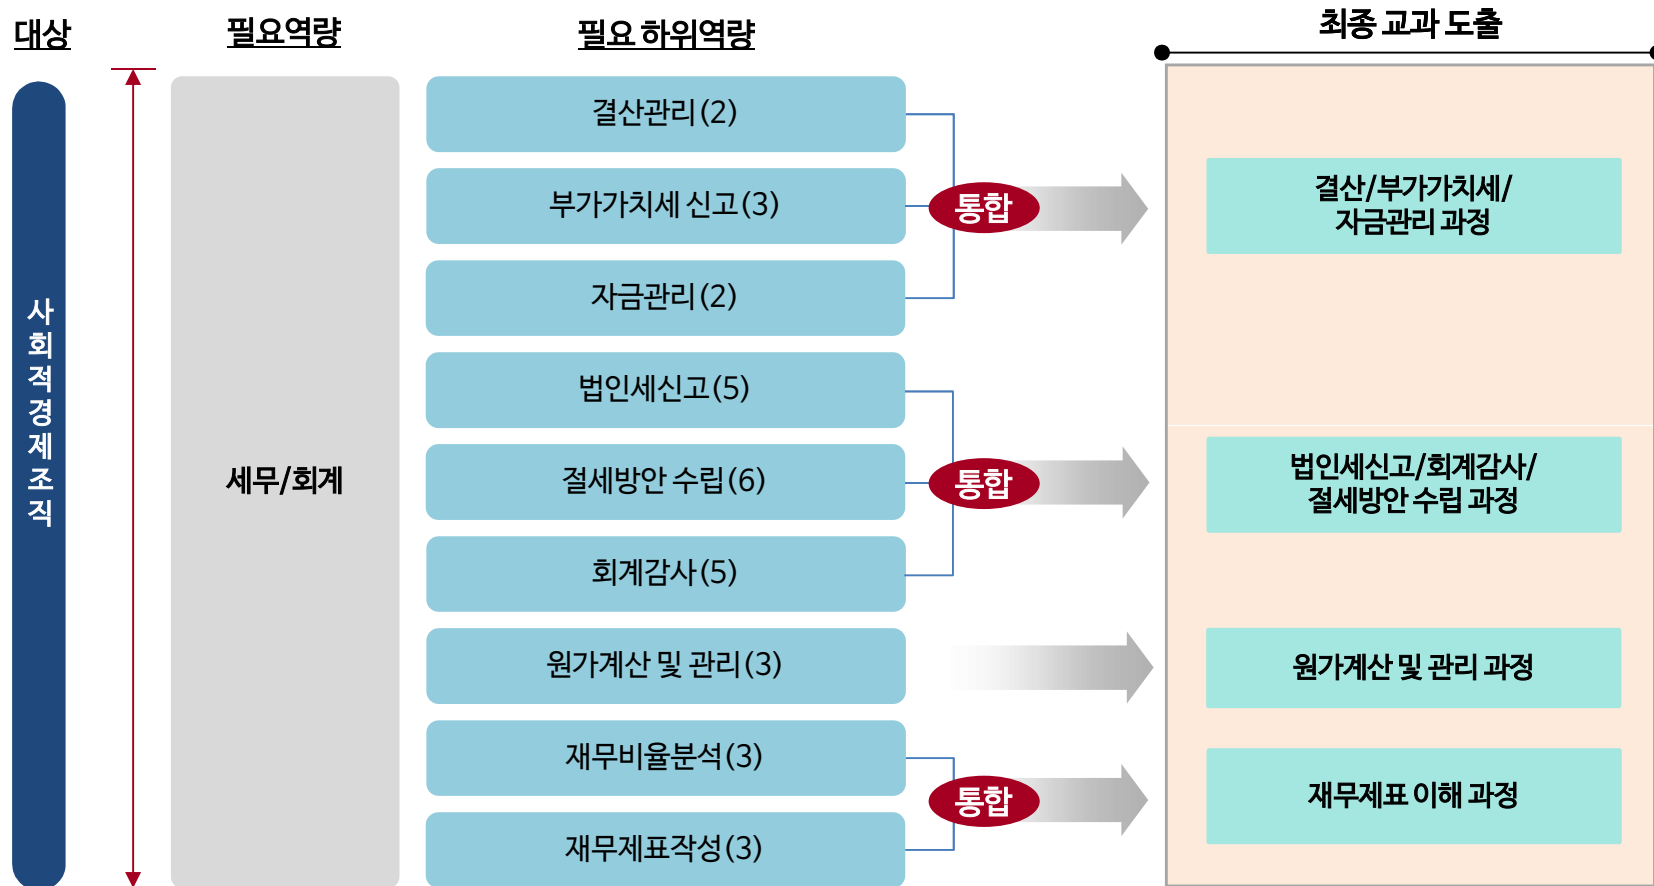 대상
필요역량
필요 하위역량
최종 교과 도출
사회적경제조직
세무/회계
결산관리(2)
부가가치세 신고(3)
자금관리(2)
통합
결산/부가가치세/
자금관리 과정
법인세신고(5)
절세방안 수립(6)
회계감사(5)
통합
법인세신고/회계감사/
절세방안 수립 과정
원가계산 및 관리(3)
원가계산 및 관리 과정
재무비율분석(3)
재무제표작성(3)
통합
재무제표 이해 과정